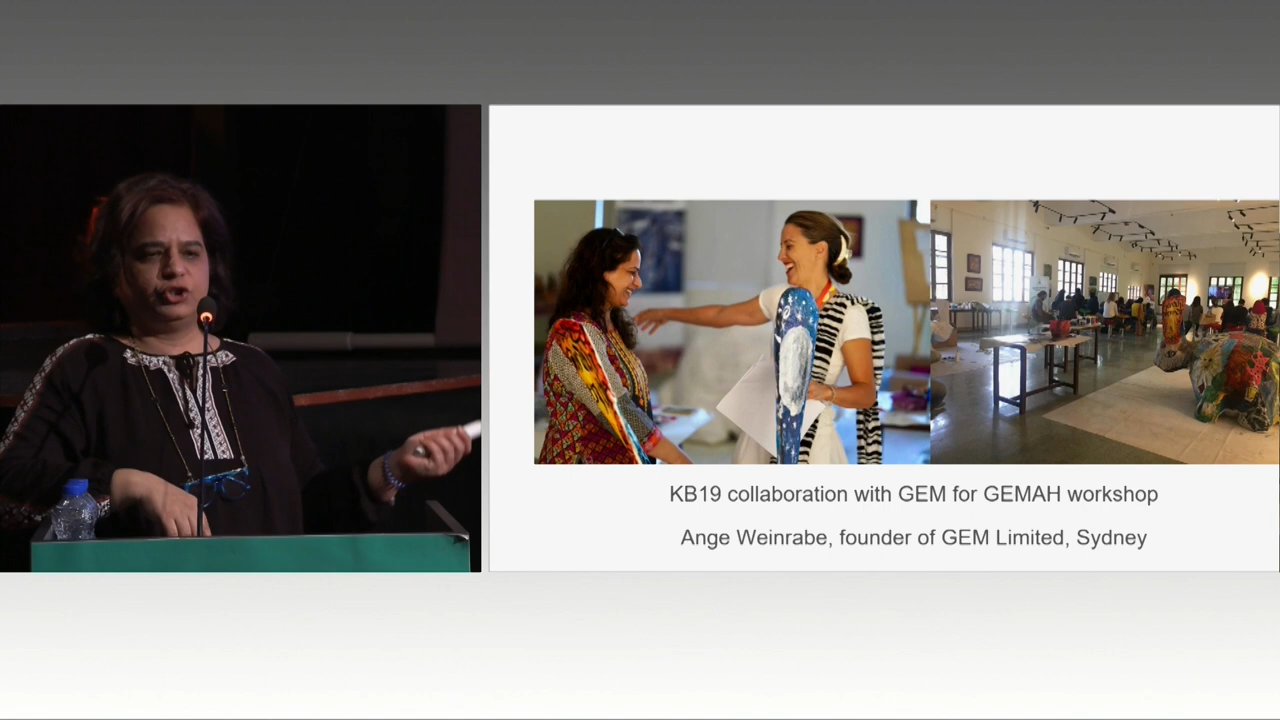 KB19 collaboration with GEM for GEMAH workshop
Ange Weinrabe, founder of GEM Limited, Sydney